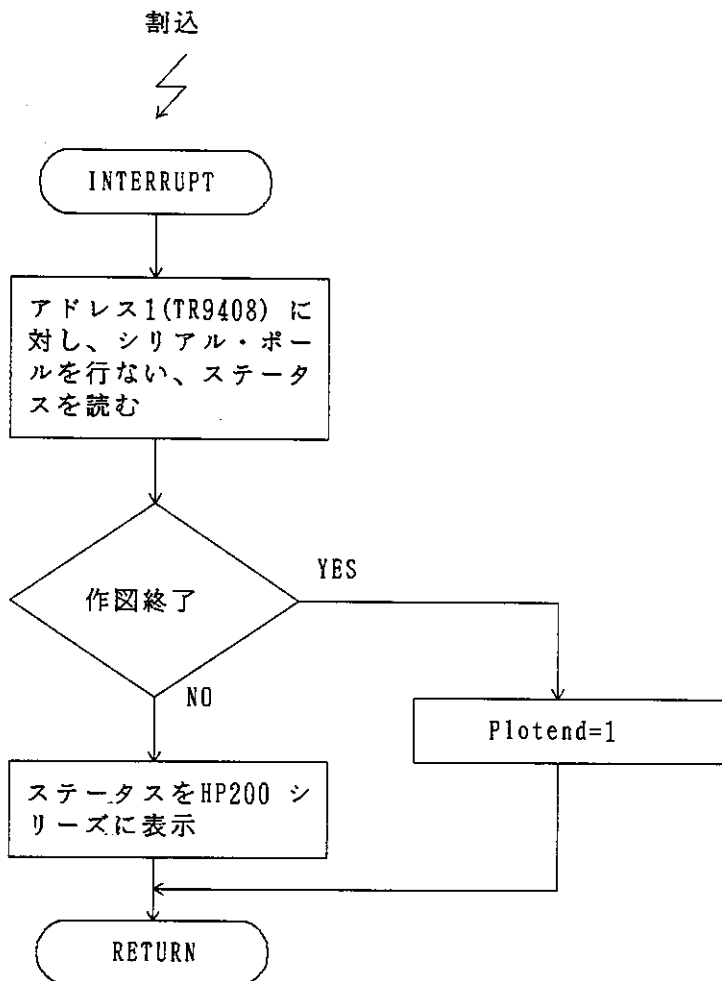 割込
INTERRUPT
アドレス1(TR9408) に
対し、シリアル・ポー
ルを行ない、ステータ
スを読む
作図終了
YES
NO
Plotend=1
ステータスをHP200 シ
リーズに表示
RETURN